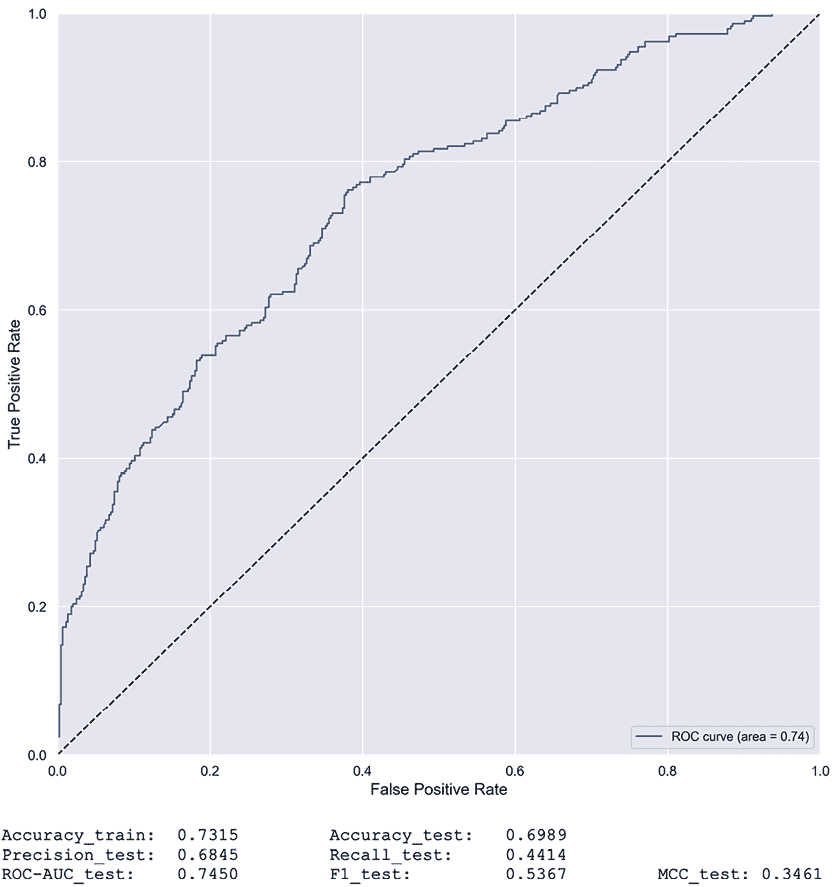 1.0
0.8
0.6
0.4
0.2
0.0
True Positive Rate
ROC curve (area = 0.74)
0.0 0.2 0.4 0.6 0.8 1.0
False Positive Rate
Accuracy_train: 0.7315 Accuracy_test: 0.6989
Precision_test: 0.6845 Recall_test: 0.4414
ROC-AUC_test: 0.7450 F1_test: 0.5367 MCC_test: 0.3461